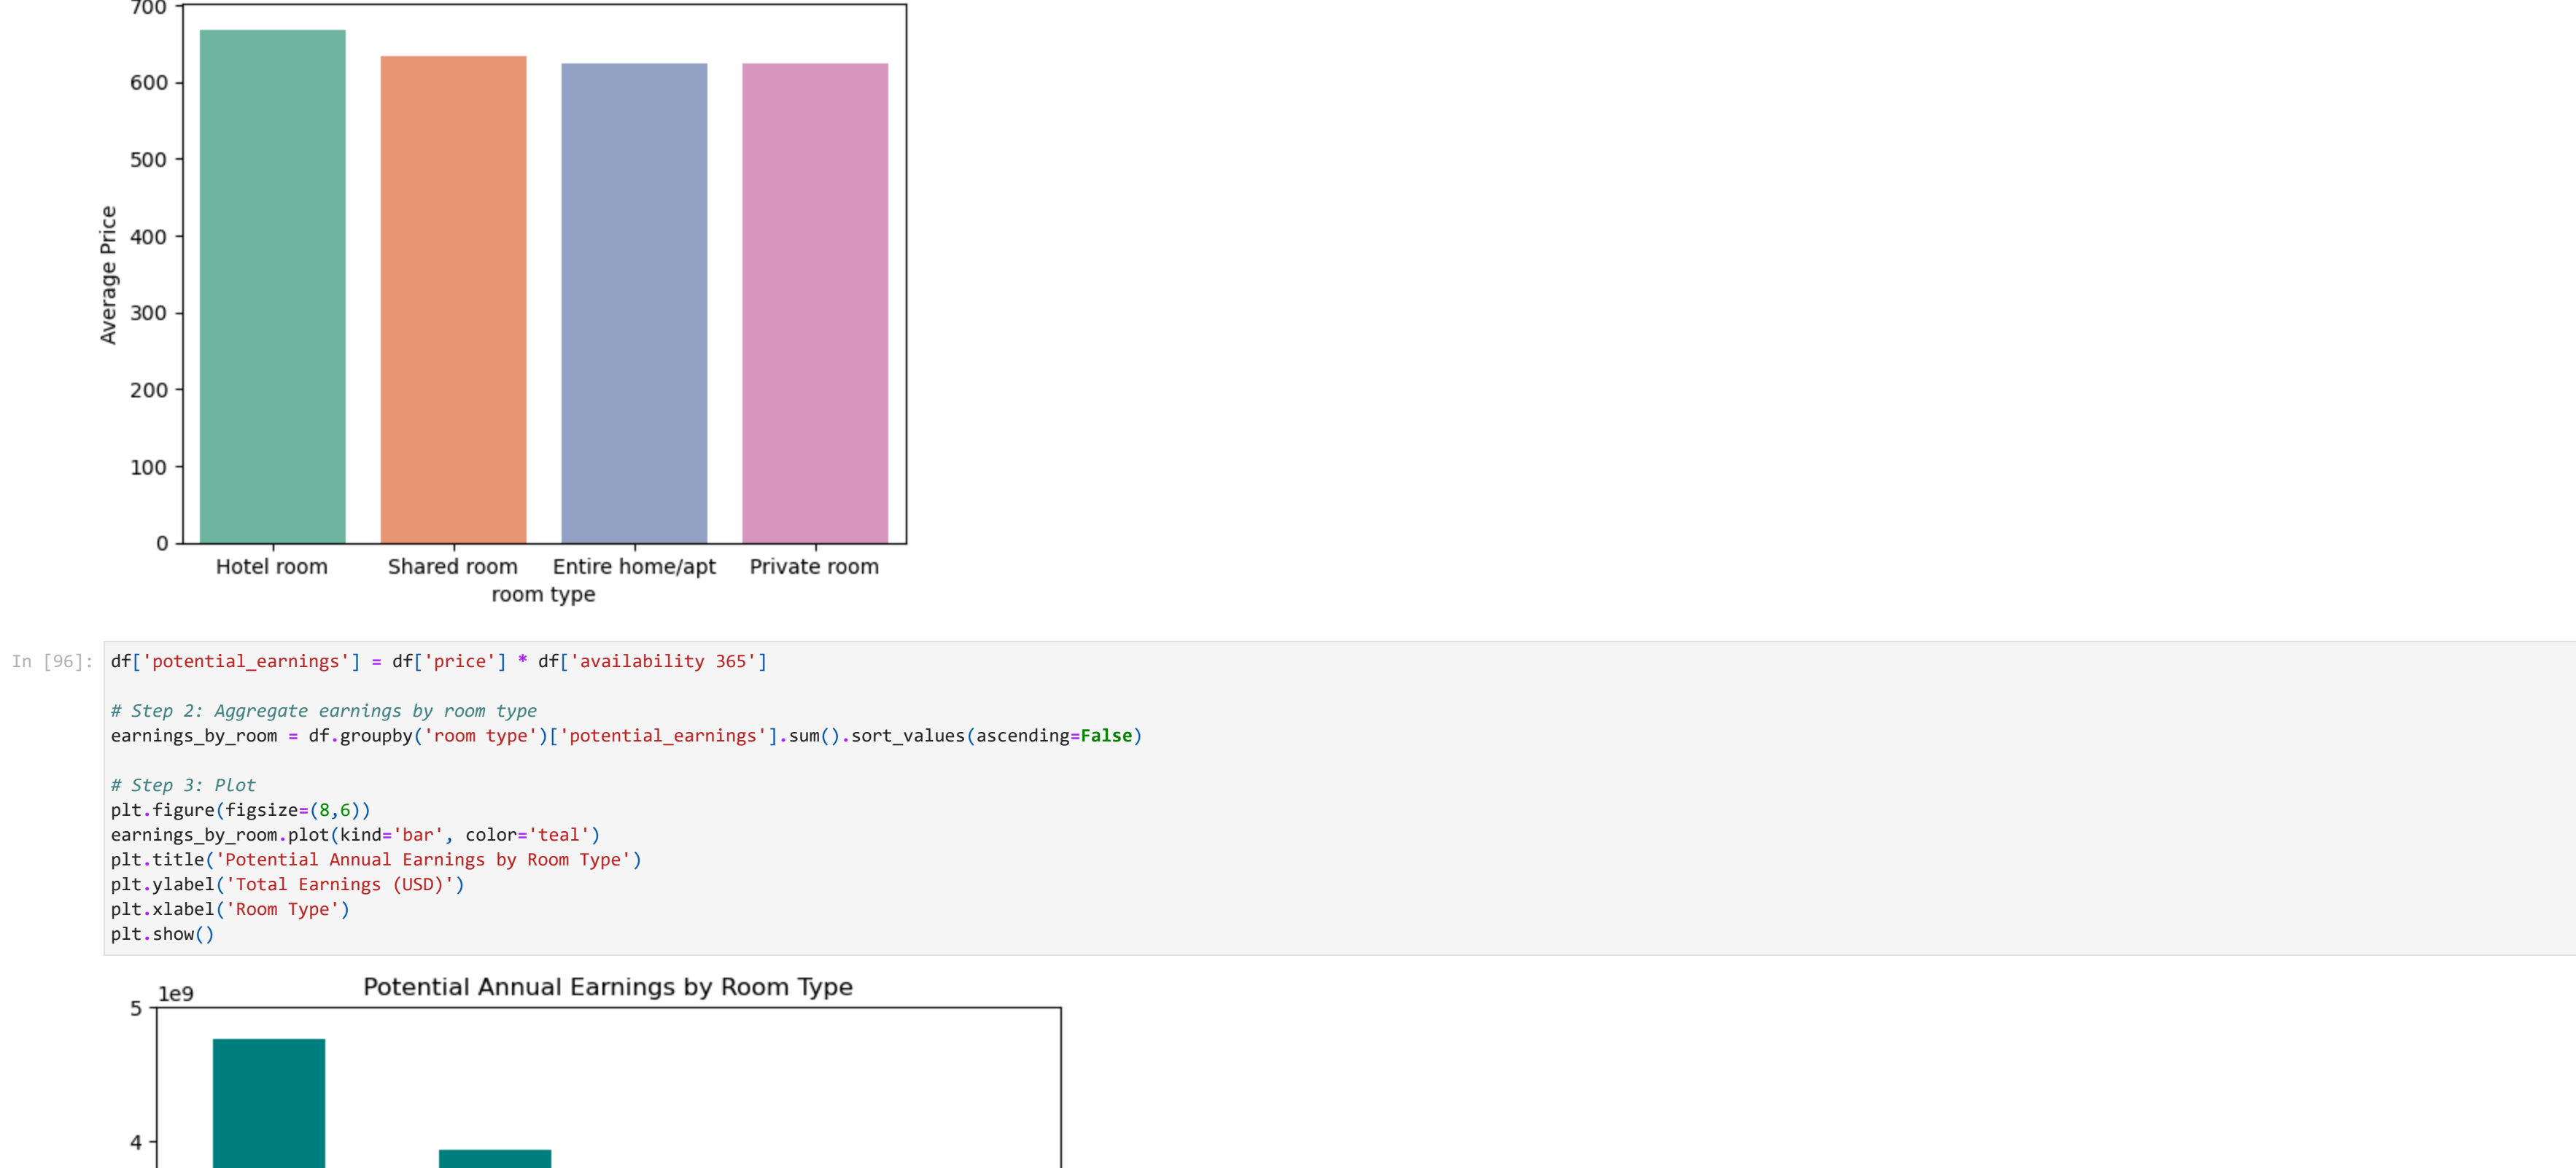 700
600
500
400
300
200
100
0
Average Price
Hotel room Shared room Entire home/apt Private room
room type
In [96]: df['potential_earnings'] = df['price'] * df['availability 365']
# Step 2: Aggregate earnings by room type
earnings_by_room = df.groupby('room type')['potential_earnings'].sum().sort_values(ascending=False)
# Step 3: Plot
plt.figure(figsize=(8,6))
earnings_by_room.plot(kind='bar', color='teal')
plt.title('Potential Annual Earnings by Room Type')
plt.ylabel('Total Earnings (USD)')
plt.xlabel('Room Type')
plt.show()
Potential Annual Earnings by Room Type
1e9
5
4